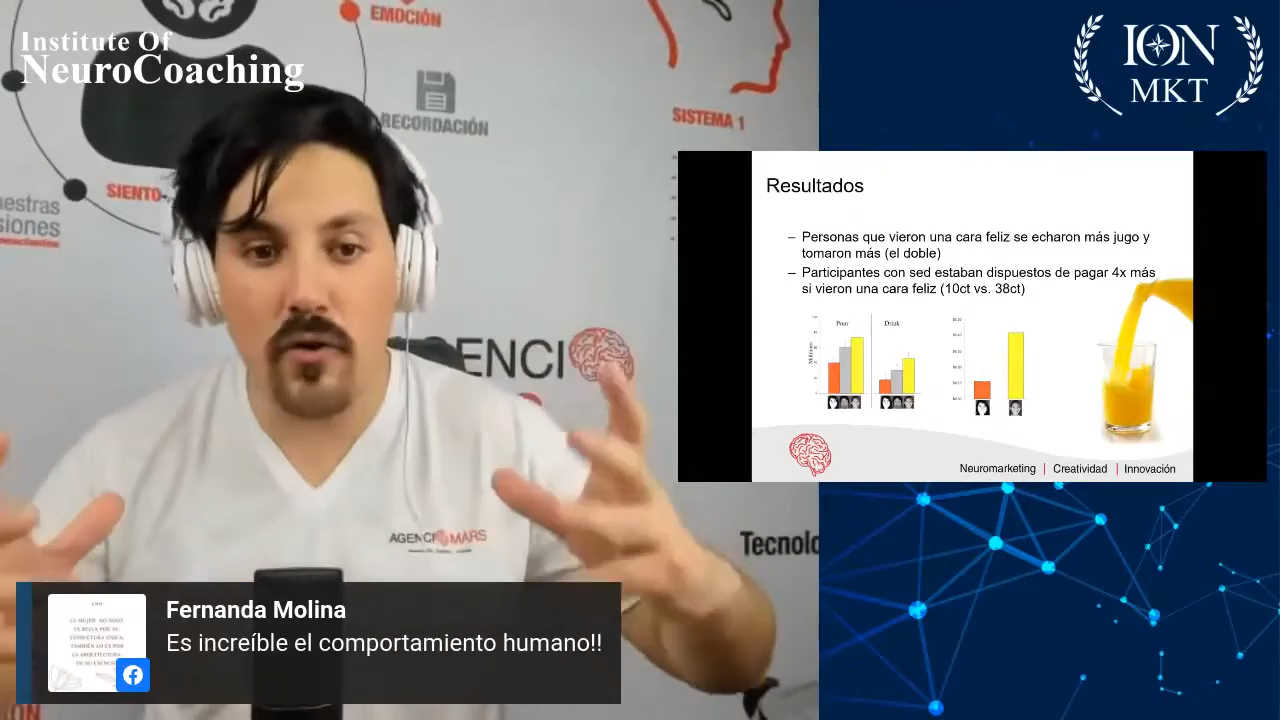 Institute Of
NeuroCoaching
EMOCIÓN
RECORDACIÓN
SISTEMA 1
SIENTO-
ENCI
AGENCI MARS
Tecnolo
ION
MKT
Resultados
– Personas que vieron una cara feliz se echaron más jugo y
tomaron más (el doble)
– Participantes con sed estaban dispuestos de pagar 4x más
si vieron una cara feliz (10ct vs. 38ct)
Pour
Drink
Neuromarketing | Creatividad | Innovación
Fernanda Molina
Es increíble el comportamiento humano!!